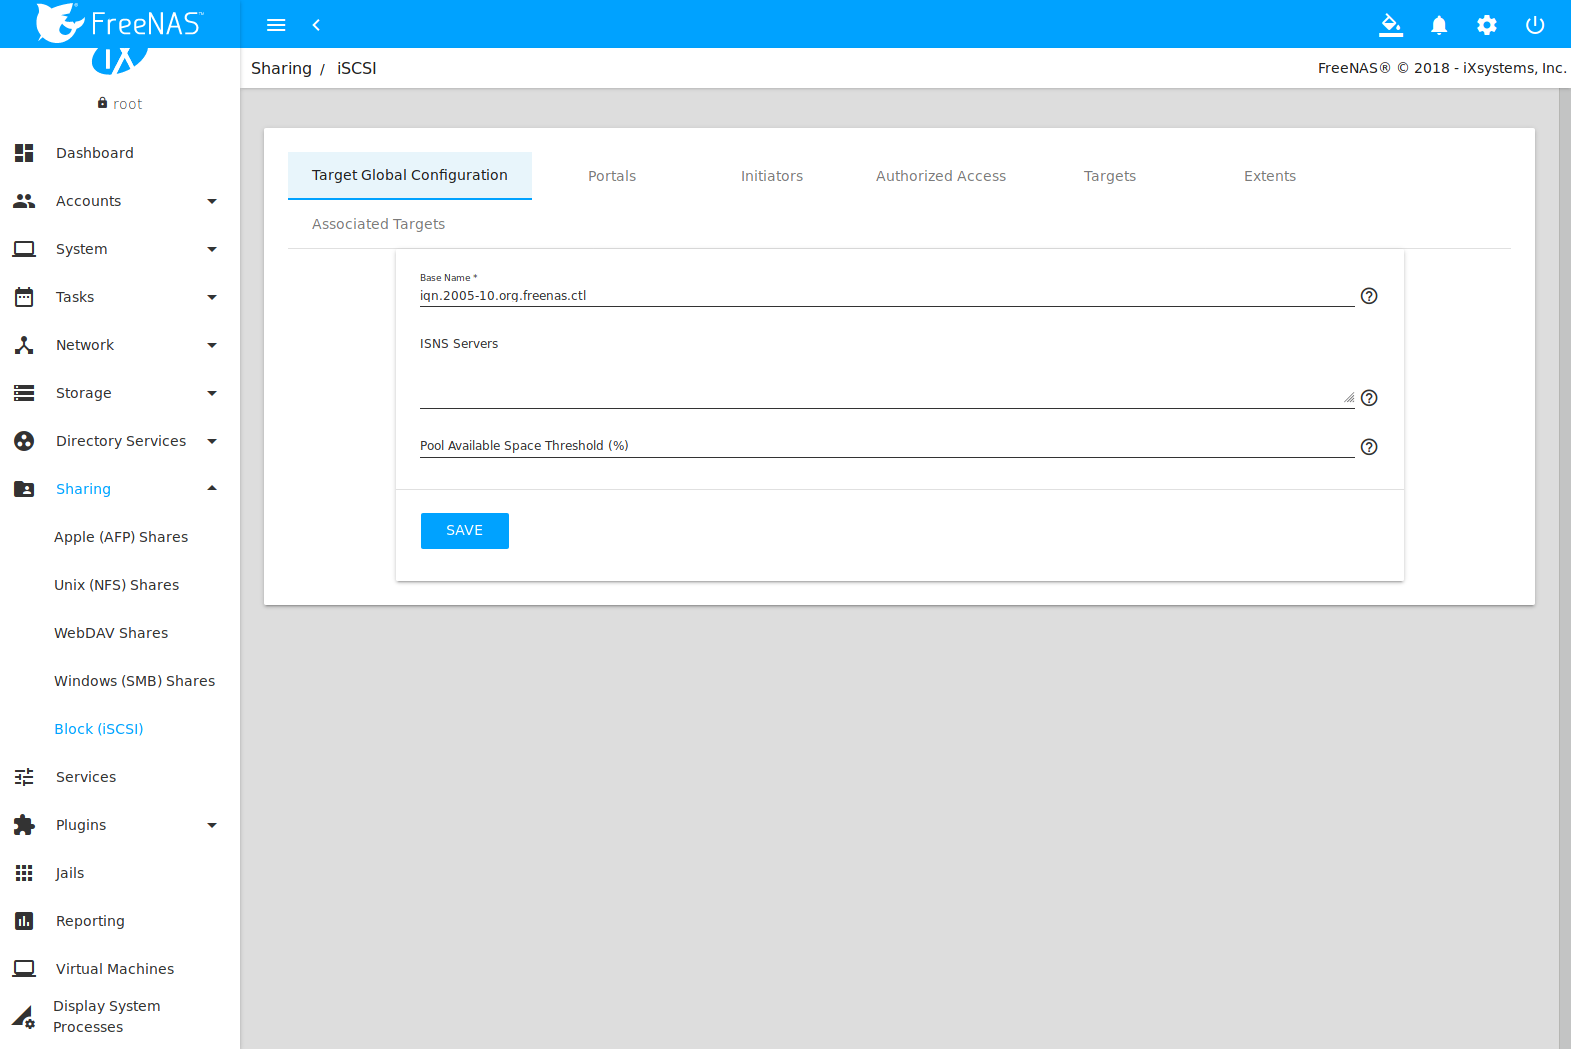 FreeNAS™
iX
root
Dashboard
Accounts
System
Tasks
Network
Storage
Directory Services
Sharing
Apple (AFP) Shares
Unix (NFS) Shares
WebDAV Shares
Windows (SMB) Shares
Block (iSCSI)
Services
Plugins
Jails
Reporting
Virtual Machines
Display System
Processes
Sharing / iSCSI
FreeNAS® © 2018 - iXsystems, Inc.
Target Global Configuration
Portals
Initiators
Authorized Access
Targets
Extents
Associated Targets
Base Name *
iqn.2005-10.org.freenas.ctl
ISNS Servers
Pool Available Space Threshold (%)
SAVE